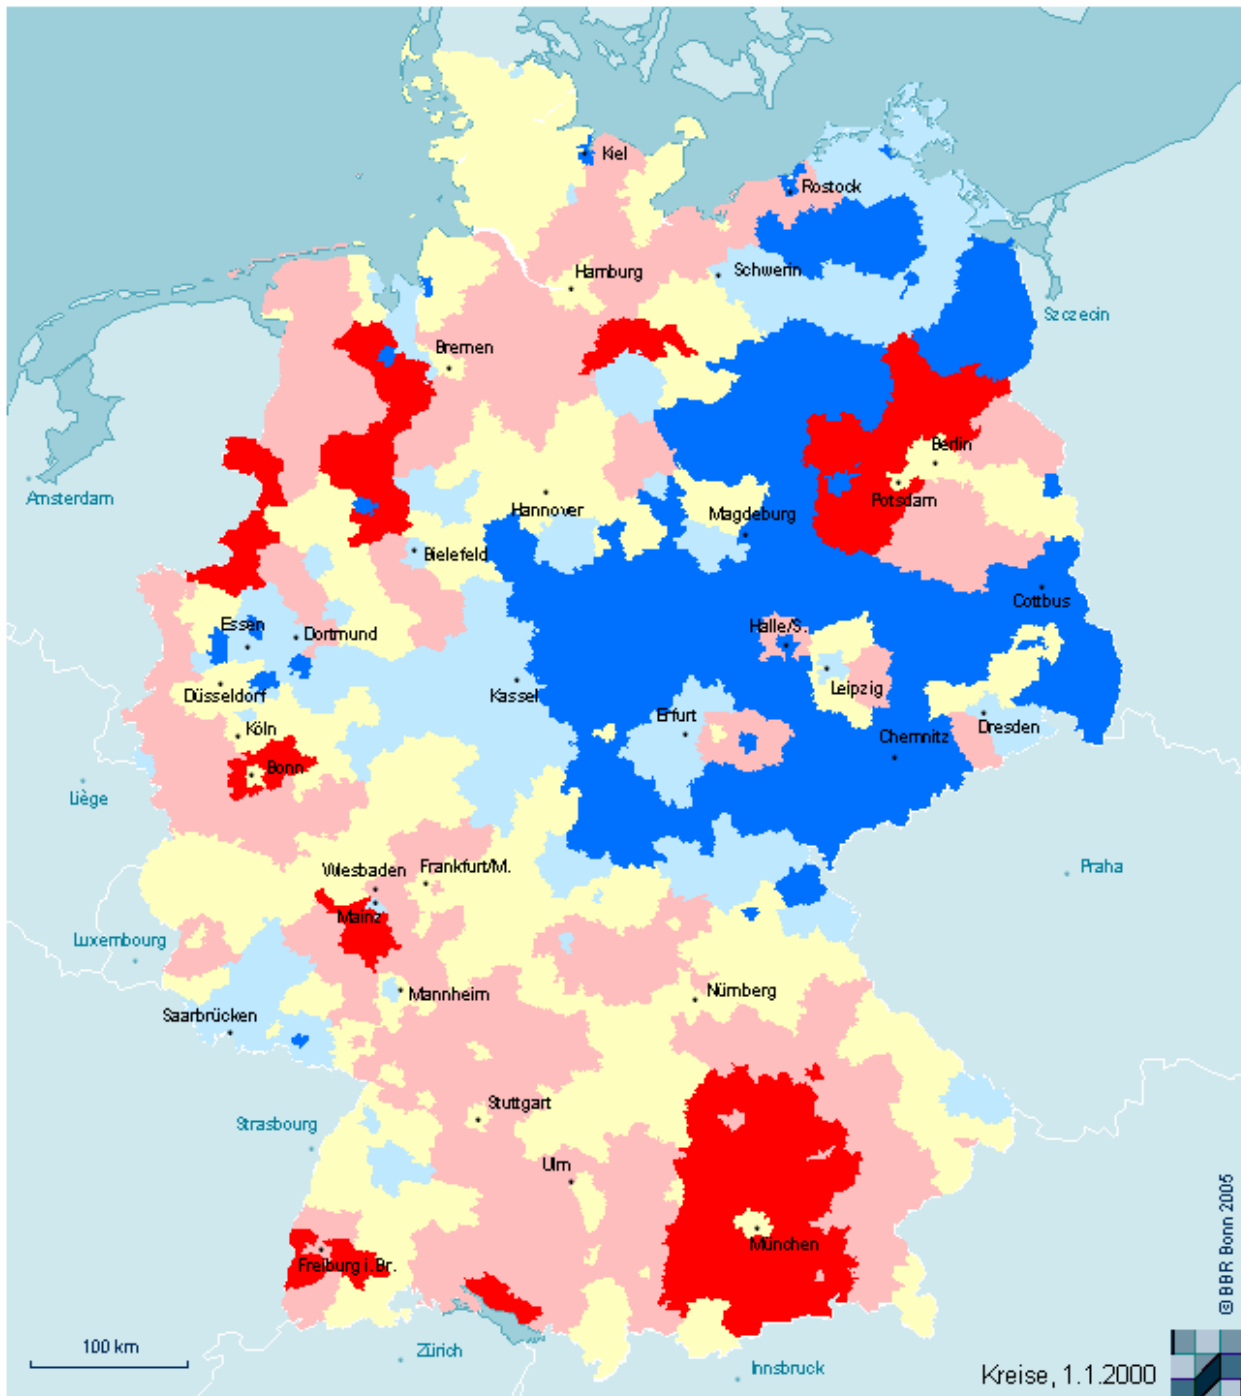 Kiel
Rostock
Hamburg
Schwerin
Szczecin
Bremen
Berlin
Amsterdam
Potsdam
Hannover
Magdeburg
Bielefeld
Cottbus
Essen
Dortmund
Halle/S.
Düsseldorf
Kassel
Leipzig
Köln
Erfurt
Dresden
Chemnitz
Bonn
Liège
Wiesbaden
Frankfurt/M.
Praha
Mainz
Luxembourg
Mannheim
Nürnberg
Saarbrücken
Stuttgart
Strasbourg
Ulm
München
Freiburg i. Br.
© BBR Bonn 2005
100 km
Zürich
Innsbruck
Kreise, 1.1.2000